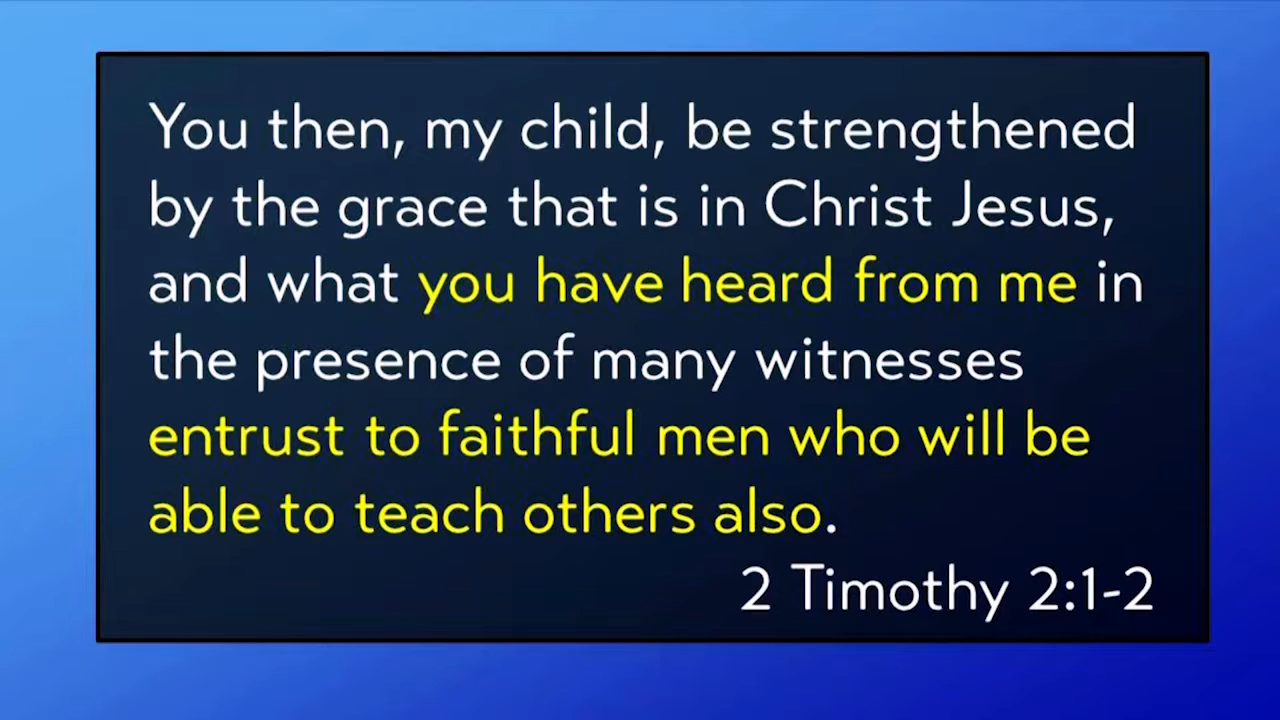 You then, my child, be strengthened
by the grace that is in Christ Jesus,
and what you have heard from me in
the presence of many witnesses
entrust to faithful men who will be
able to teach others also.
2 Timothy 2:1-2